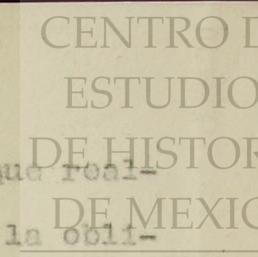 CENTRO D
ESTUDIO
DE HISTOR
que real-
DE MEXIC
la obli-